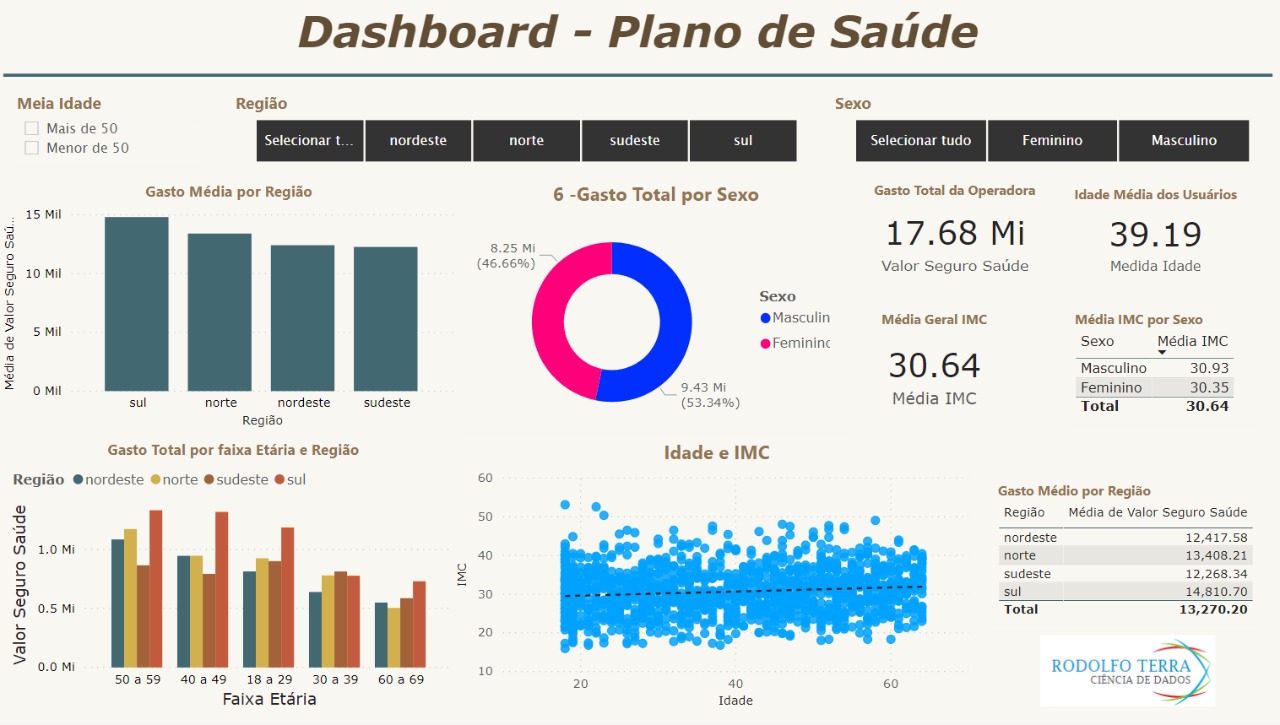 Dashboard - Plano de Saúde
Meia Idade
Mais de 50
Menor de 50
Região
Selecionar t...
nordeste
norte
sudeste
sul
Sexo
Selecionar tudo
Feminino
Masculino
Gasto Média por Região
Média de Valor Seguro Saú...
15 Mil
10 Mil
5 Mil
0 Mil
sul
norte
nordeste
sudeste
Região
6 -Gasto Total por Sexo
8.25 Mi
(46.66%)
9.43 Mi
(53.34%)
Sexo
Masculin
Feminino
Gasto Total da Operadora
17.68 Mi
Valor Seguro Saúde
Idade Média dos Usuários
39.19
Medida Idade
Média Geral IMC
30.64
Média IMC
Média IMC por Sexo
Sexo Média IMC
Masculino 30.93
Feminino 30.35
Total 30.64
Gasto Total por faixa Etária e Região
Região nordeste norte sudeste sul
Valor Seguro Saúde
1.0 Mi
0.5 Mi
0.0 Mi
50 a 59
40 a 49
18 a 29
30 a 39
60 a 69
Faixa Etária
Idade e IMC
IMC
60
50
40
30
20
10
20
40
60
Idade
Gasto Médio por Região
Região Média de Valor Seguro Saúde
nordeste 12,417.58
norte 13,408.21
sudeste 12,268.34
sul 14,810.70
Total 13,270.20
RODOLFO TERRA
CIÊNCIA DE DADOS